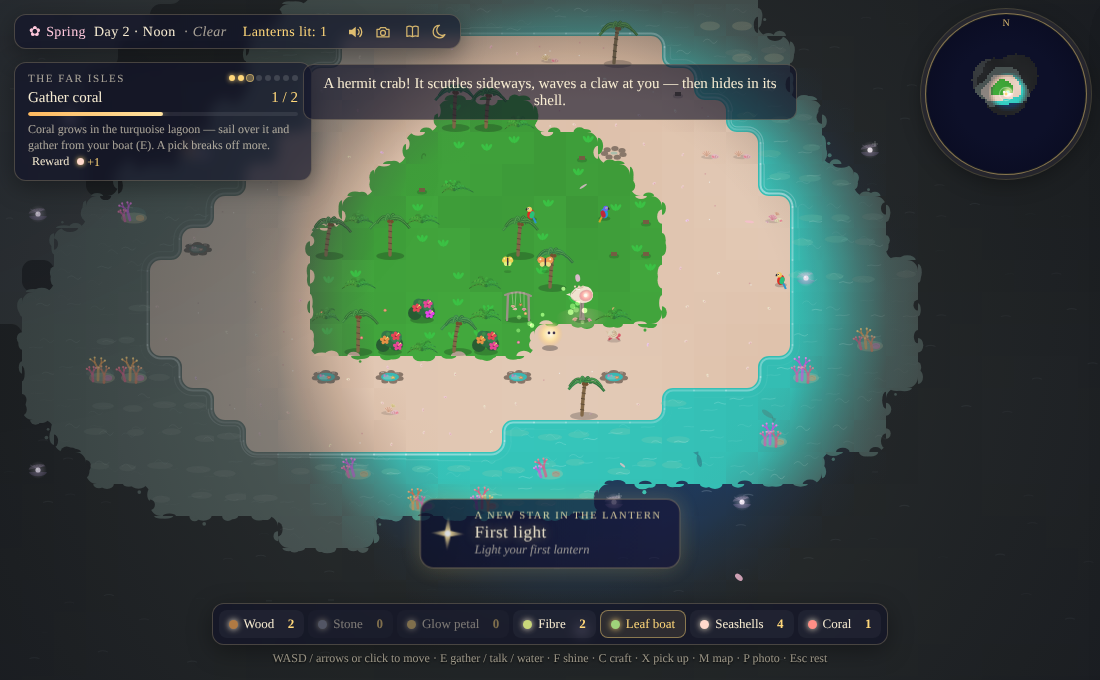 ✿ Spring Day 2 · Noon · Clear Lanterns lit: 1
N
THE FAR ISLES
Gather coral 1 / 2
Coral grows in the turquoise lagoon — sail over it and
gather from your boat (E). A pick breaks off more.
Reward +1
A hermit crab! It scuttles sideways, waves a claw at you — then hides in its
shell.
A NEW STAR IN THE LANTERN
First light
Light your first lantern
Wood 2 Stone 0 Glow petal 0 Fibre 2 Leaf boat Seashells 4 Coral 1
WASD / arrows or click to move · E gather / talk / water · F shine · C craft · X pick up · M map · P photo · Esc rest